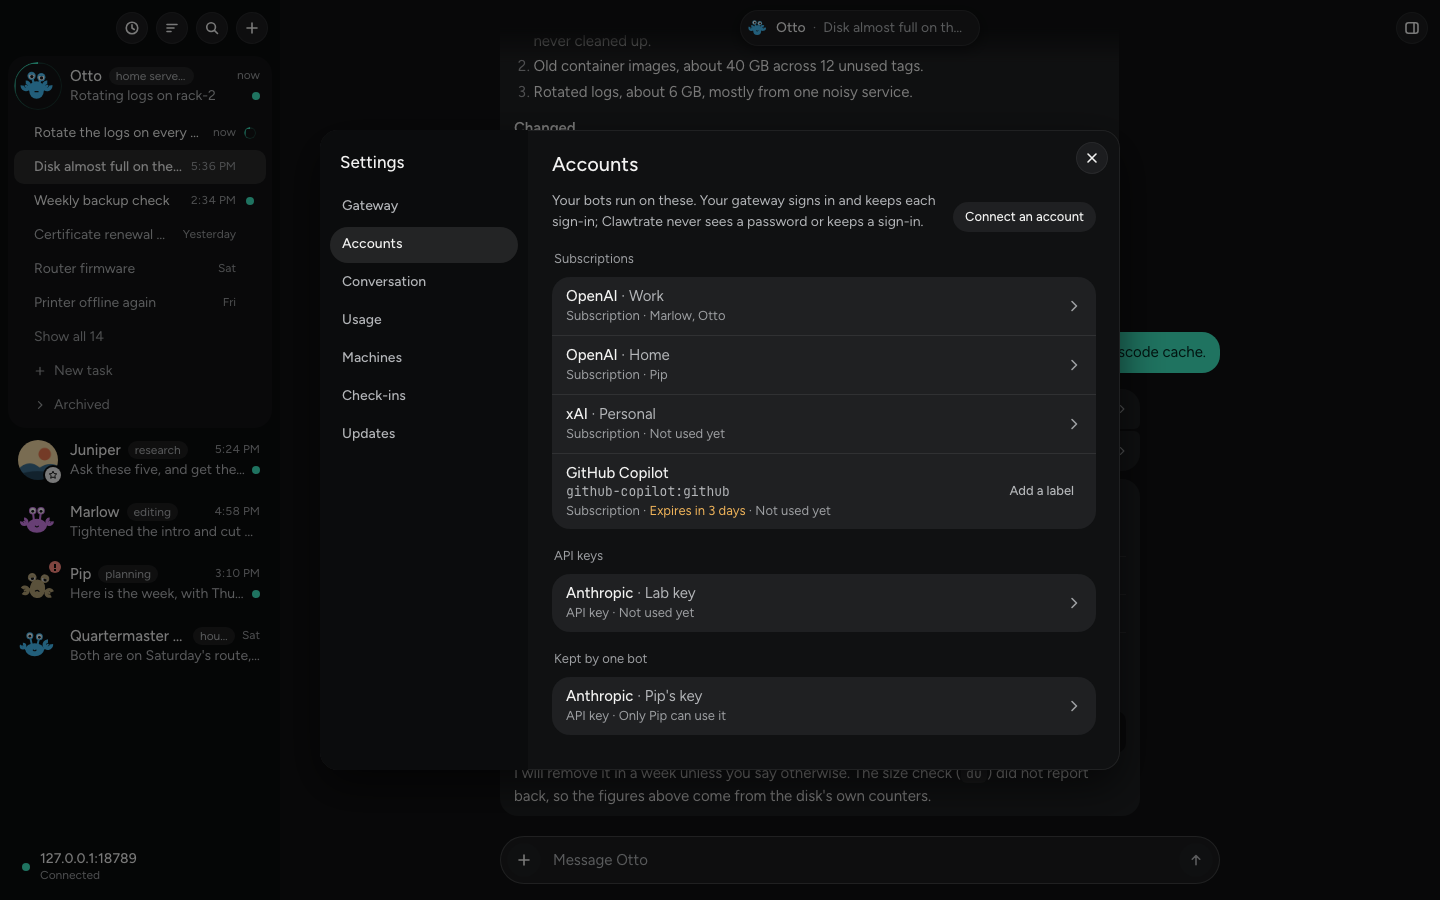 Otto home serve... now
Rotating logs on rack-2
Rotate the logs on every ... now
Disk almost full on the... 5:36 PM
Weekly backup check 2:34 PM
Certificate renewal ... Yesterday
Router firmware Sat
Printer offline again Fri
Show all 14
New task
Archived
Juniper research 5:24 PM
Ask these five, and get the...
Marlow editing 4:58 PM
Tightened the intro and cut ...
Pip planning 3:10 PM
Here is the week, with Thu...
Quartermaster ... hou... Sat
Both are on Saturday's route,...
127.0.0.1:18789
Connected
Otto · Disk almost full on th...
never cleaned up.
2. Old container images, about 40 GB across 12 unused tags.
3. Rotated logs, about 6 GB, mostly from one noisy service.
Changed
Settings
Gateway
Accounts
Conversation
Usage
Machines
Check-ins
Updates
Accounts
Your bots run on these. Your gateway signs in and keeps each
sign-in; Clawtrate never sees a password or keeps a sign-in.
Connect an account
Subscriptions
OpenAI · Work
Subscription · Marlow, Otto
OpenAI · Home
Subscription · Pip
xAI · Personal
Subscription · Not used yet
GitHub Copilot
github-copilot:github
Subscription · Expires in 3 days · Not used yet
Add a label
API keys
Anthropic · Lab key
API key · Not used yet
Kept by one bot
Anthropic · Pip's key
API key · Only Pip can use it
scode cache.
I will remove it in a week unless you say otherwise. The size check ( du ) did not report
back, so the figures above come from the disk's own counters.
Message Otto